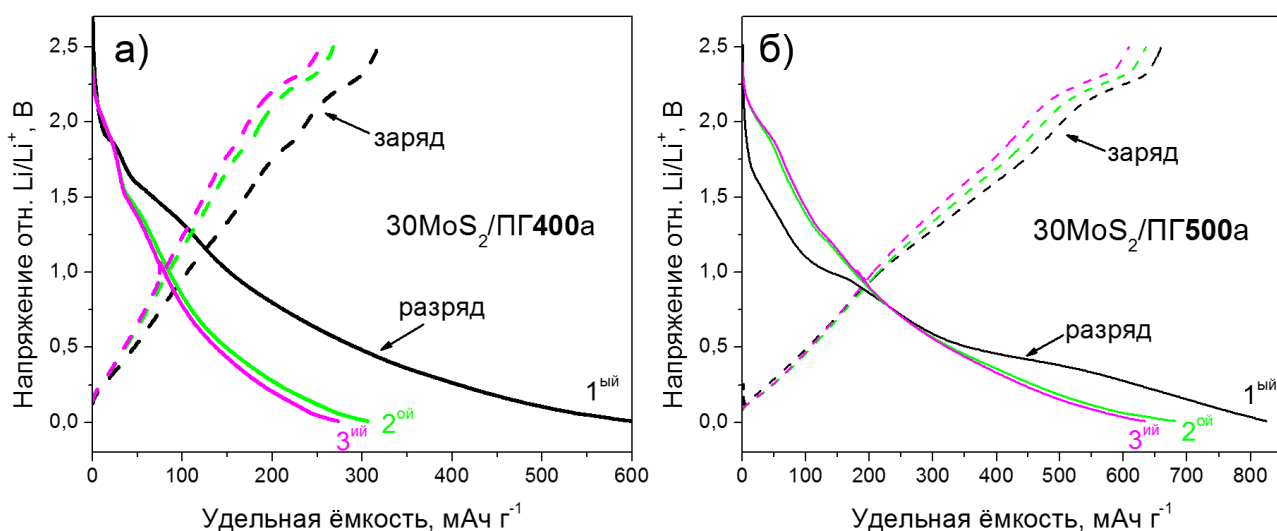 а)
2,5
2,0
1,5
1,0
0,5
0,0
Напряжение отн. Li/Li⁺, В
заряд
30MoS₂/ПГ400а
разряд
1ый
2ой
3ий
0 100 200 300 400 500 600
Удельная ёмкость, мАч г⁻¹
б)
2,5
2,0
1,5
1,0
0,5
0,0
Напряжение отн. Li/Li⁺, В
заряд
30MoS₂/ПГ500а
разряд
1ый
2ой
3ий
0 100 200 300 400 500 600 700 800
Удельная ёмкость, мАч г⁻¹